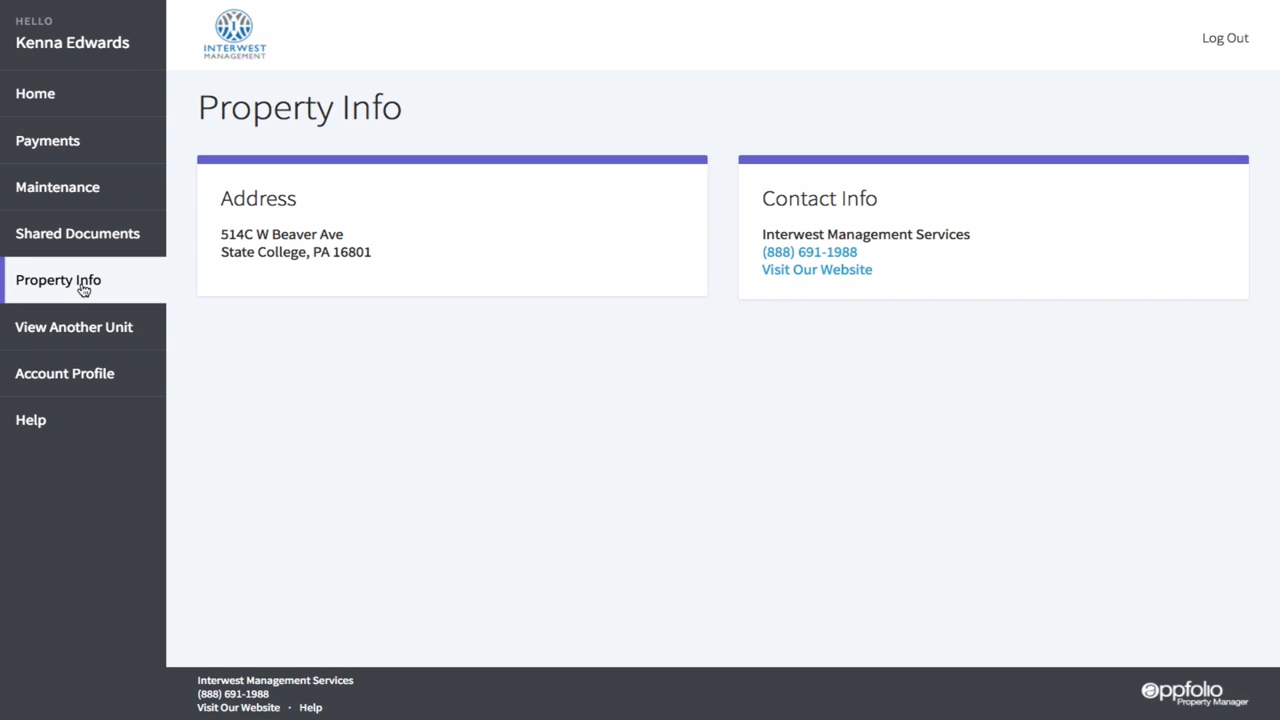 HELLO
Kenna Edwards
Home
Payments
Maintenance
Shared Documents
Property Info
View Another Unit
Account Profile
Help
INTERWEST
MANAGEMENT
Log Out
Property Info
Address
514C W Beaver Ave
State College, PA 16801
Contact Info
Interwest Management Services
(888) 691-1988
Visit Our Website
Interwest Management Services
(888) 691-1988
Visit Our Website · Help
appfolio
Property Manager